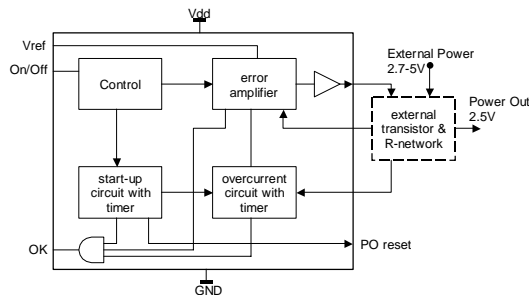 Vdd
Vref
On/Off
Control
error
amplifier
External Power
2.7-5V
external
transistor &
R-network
Power Out
2.5V
start-up
circuit with
timer
overcurrent
circuit with
timer
OK
PO reset
GND